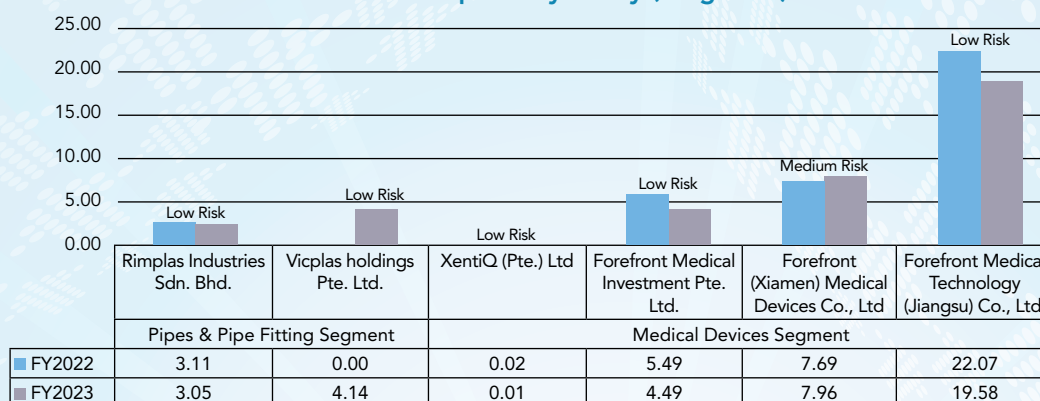 25.00
20.00
15.00
10.00
5.00
0.00
Low Risk
Low Risk
Low Risk
Low Risk
Medium Risk
Low Risk
Rimplas Industries
Sdn. Bhd.
Vicplas holdings
Pte. Ltd.
XentiQ (Pte.) Ltd
Forefront Medical
Investment Pte.
Ltd.
Forefront
(Xiamen) Medical
Devices Co., Ltd
Forefront Medica
Technology
(Jiangsu) Co., Ltd
Pipes & Pipe Fitting Segment Medical Devices Segment
FY2022 3.11 0.00 0.02 5.49 7.69 22.07
FY2023 3.05 4.14 0.01 4.49 7.96 19.58